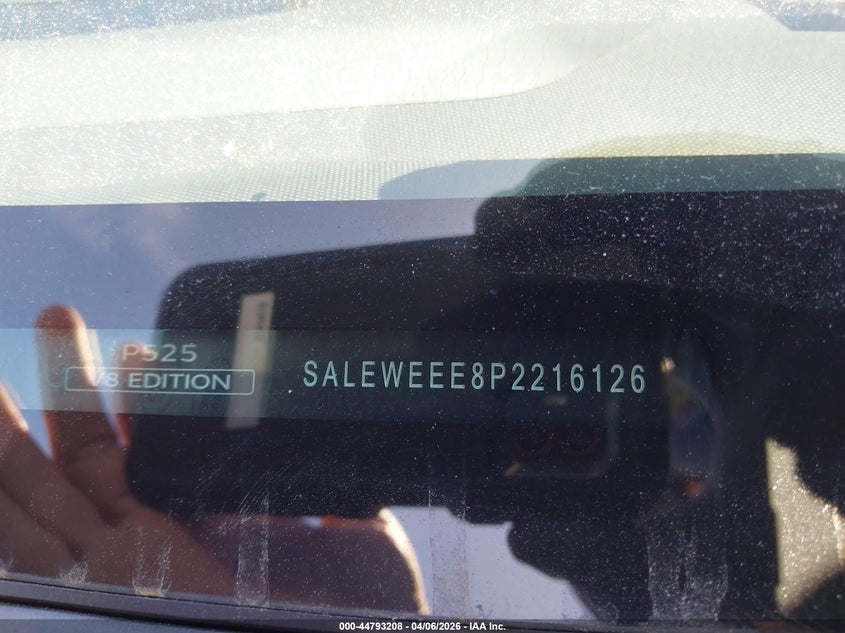 P525
V8 EDITION
SALEWEEE8P2216126
000-44793208 - 04/06/2026 - IAA Inc.